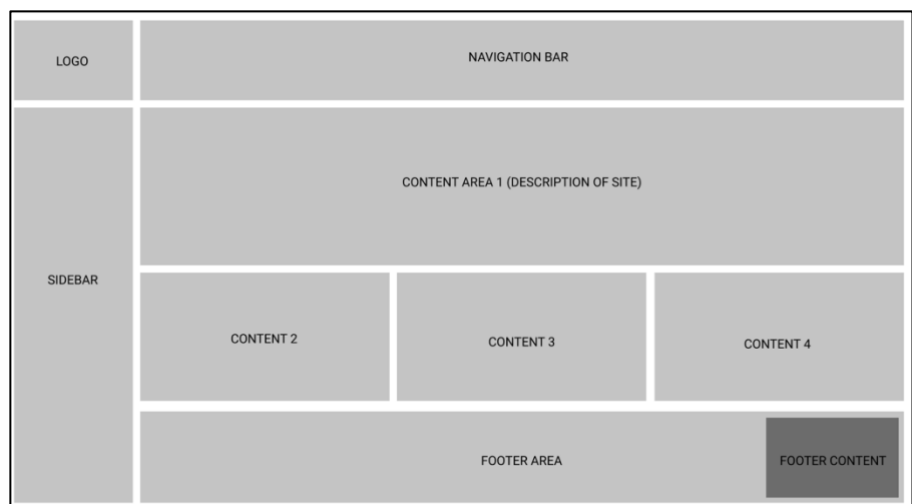 LOGO
NAVIGATION BAR
CONTENT AREA 1 (DESCRIPTION OF SITE)
SIDEBAR
CONTENT 2
CONTENT 3
CONTENT 4
FOOTER AREA
FOOTER CONTENT